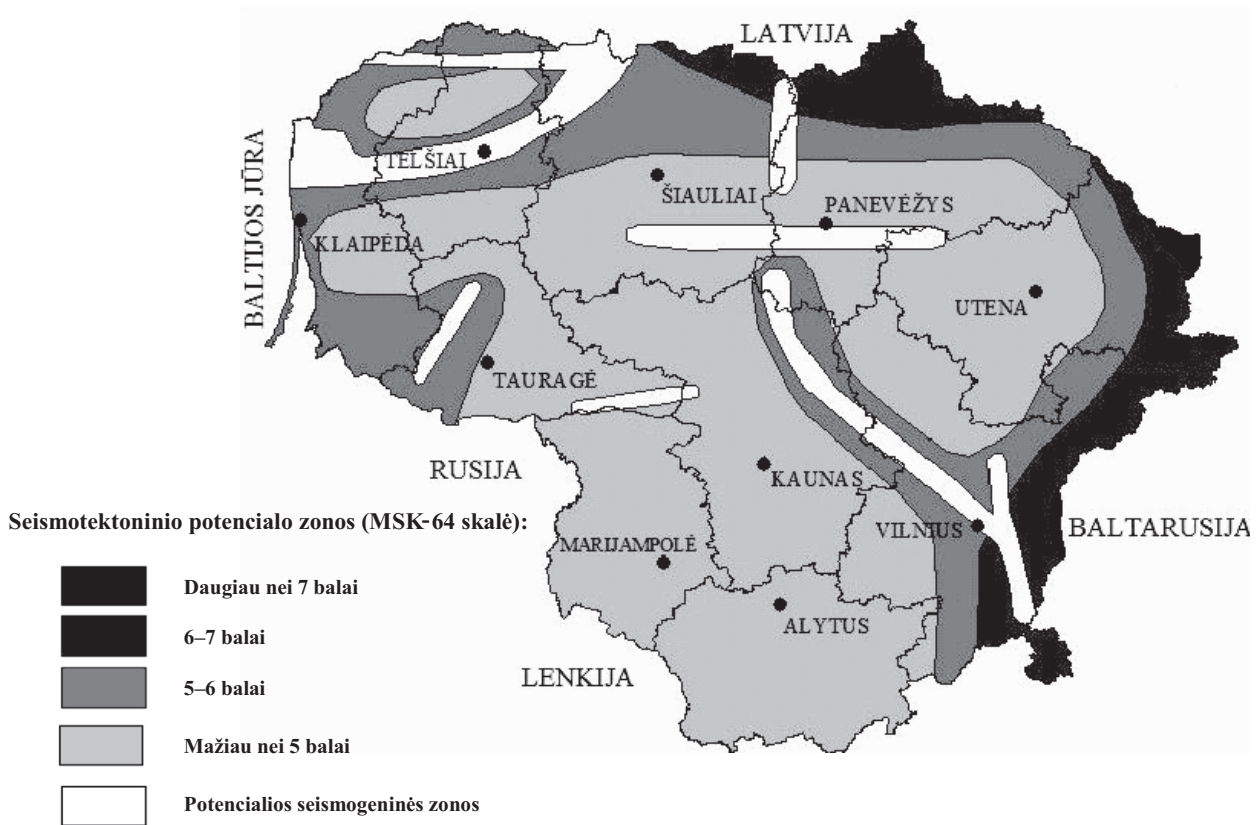 LATVIJA
BALTIJOS JŪRA
TELŠIAI
ŠIAULIAI
PANEVĖŽYS
KLAIPĖDA
UTENA
TAURAGĖ
RUSIJA
KAUNAS
VILNIUS
BALTARUSIJA
MARIJAMPOLĖ
ALYTUS
LENKIJA
Seismotektoninio potencialo zonos (MSK-64 skalė):
Daugiau nei 7 balai
6–7 balai
5–6 balai
Mažiau nei 5 balai
Potencialios seismogeninės zonos